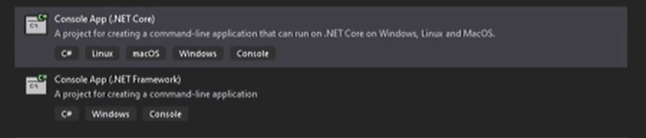 Console App (.NET Core)
A project for creating a command-line application that can run on .NET Core on Windows, Linux and MacOS.
C# Linux macOS Windows Console
Console App (.NET Framework)
A project for creating a command-line application
C# Windows Console